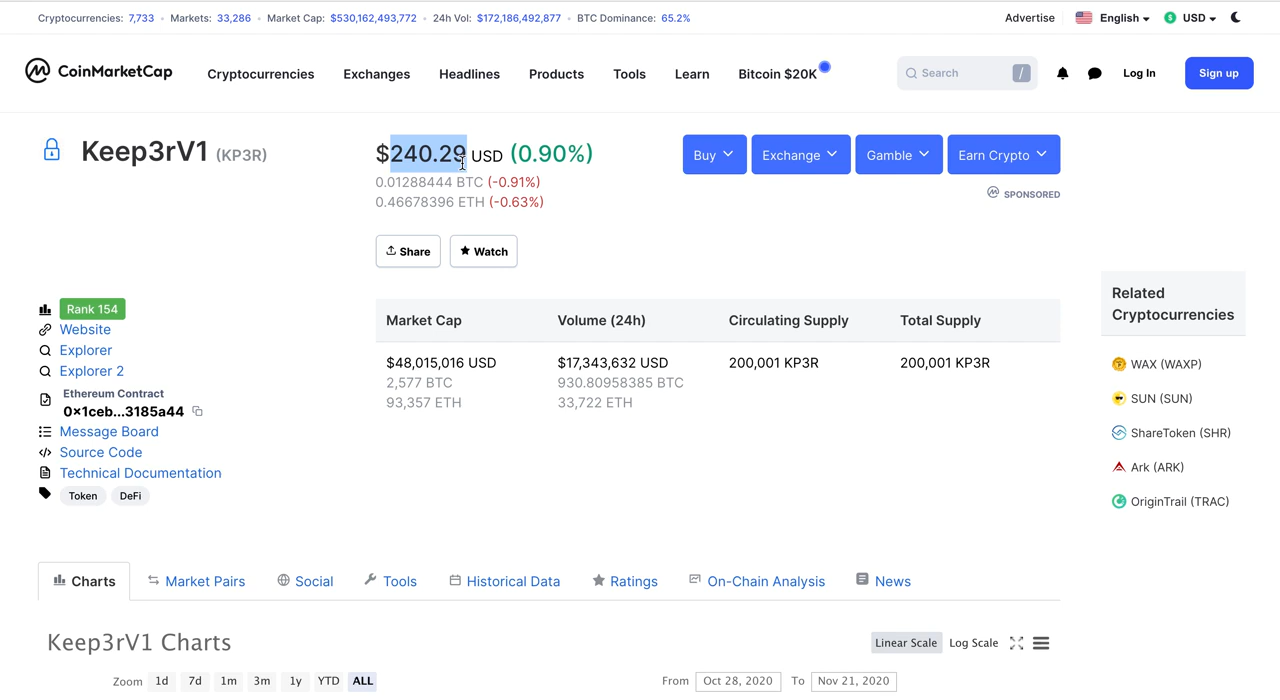 Cryptocurrencies: 7,733 • Markets: 33,286 • Market Cap: $530,162,493,772 • 24h Vol: $172,186,492,877 • BTC Dominance: 65.2%
Advertise English $ USD
CoinMarketCap Cryptocurrencies Exchanges Headlines Products Tools Learn Bitcoin $20K Search / Log In Sign up
Keep3rV1 (KP3R)
$240.29 USD (0.90%)
0.01288444 BTC (-0.91%)
0.46678396 ETH (-0.63%)
Buy Exchange Gamble Earn Crypto
SPONSORED
Share Watch
Rank 154
Website
Explorer
Explorer 2
Ethereum Contract
0x1ceb...3185a44
Message Board
Source Code
Technical Documentation
Token DeFi
Market Cap Volume (24h) Circulating Supply Total Supply
$48,015,016 USD $17,343,632 USD 200,001 KP3R 200,001 KP3R
2,577 BTC 930.80958385 BTC
93,357 ETH 33,722 ETH
Related
Cryptocurrencies
WAX (WAXP)
SUN (SUN)
ShareToken (SHR)
Ark (ARK)
OriginTrail (TRAC)
Charts Market Pairs Social Tools Historical Data Ratings On-Chain Analysis News
Keep3rV1 Charts
Linear Scale Log Scale
Zoom 1d 7d 1m 3m 1y YTD ALL
From Oct 28, 2020 To Nov 21, 2020